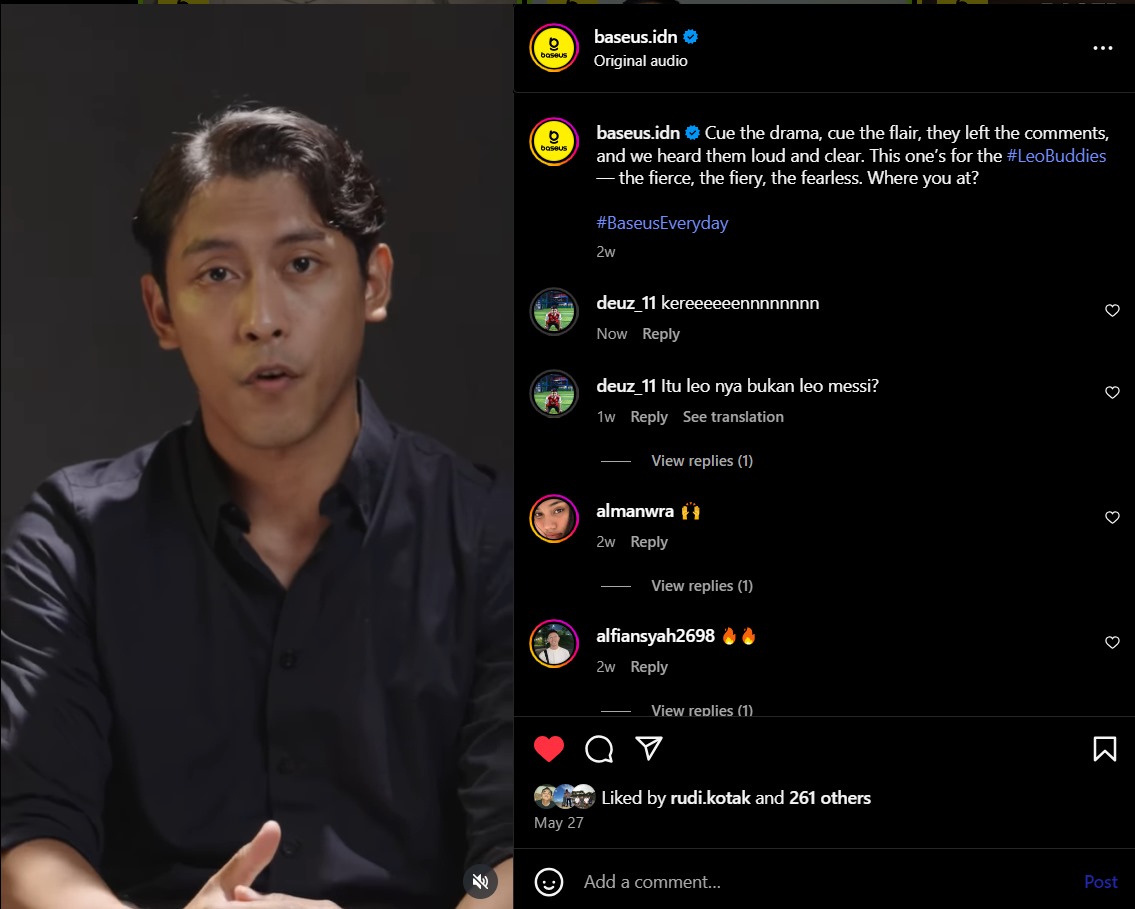 baseus.idn
Original audio
baseus
baseus.idn Cue the drama, cue the flair, they left the comments,
and we heard them loud and clear. This one’s for the #LeoBuddies
— the fierce, the fiery, the fearless. Where you at?
#BaseusEveryday
2w
baseus
deuz_11 kereeeeeennnnnnnn
Now Reply
deuz_11 Itu leo nya bukan leo messi?
1w Reply See translation
View replies (1)
almanwra 🙌
2w Reply
View replies (1)
alfiansyah2698 🔥🔥
2w Reply
View replies (1)
Liked by rudi.kotak and 261 others
May 27
Add a comment...
Post